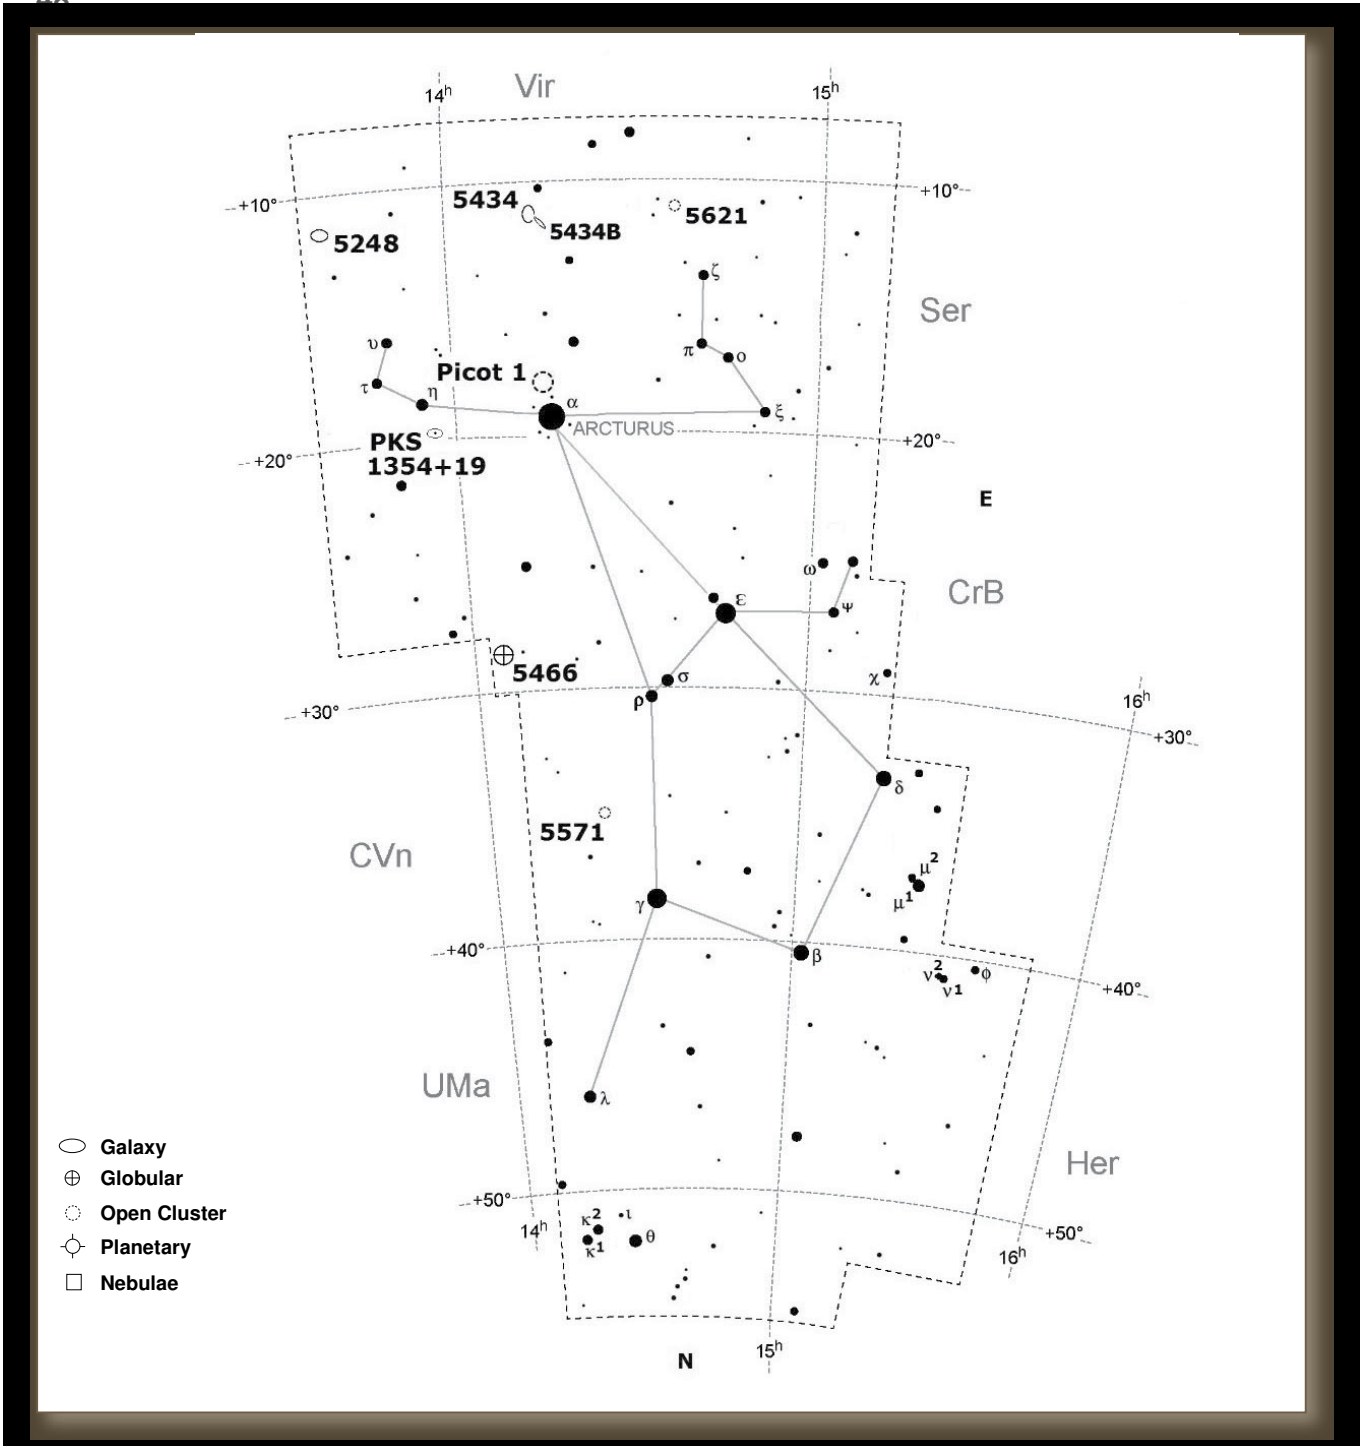 Vir
14h
15h
+10°
+10°
5434
5434B
5621
5248
ζ
Ser
υ
π
ο
Picot 1
τ
η
α
ξ
ARCTURUS
PKS
1354+19
+20°
+20°
E
ω
CrB
ε
ψ
5466
σ
χ
ρ
+30°
16h
+30°
δ
5571
CVn
μ2
μ1
γ
+40°
β
ν2
ν1
φ
+40°
UMa
λ
Galaxy
Her
Globular
+50°
Open Cluster
κ2
ι
14h
θ
+50°
Planetary
κ1
16h
Nebulae
15h
N